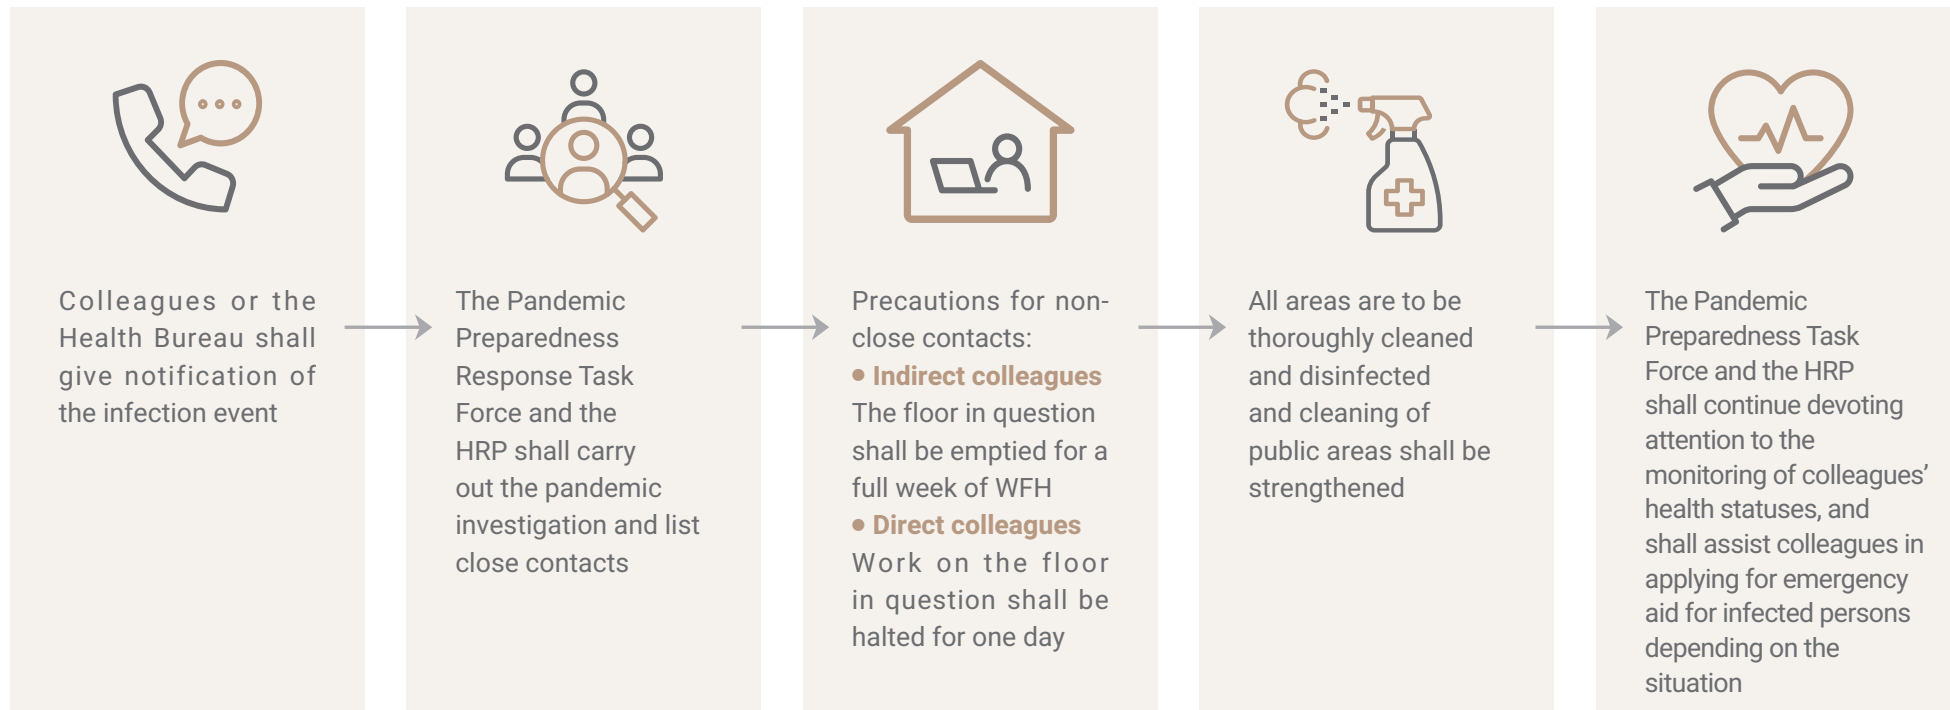 Colleagues or the
Health Bureau shall
give notification of
the infection event
The Pandemic
Preparedness
Response Task
Force and the
HRP shall carry
out the pandemic
investigation and list
close contacts
Precautions for non-
close contacts:
• Indirect colleagues
The floor in question
shall be emptied for a
full week of WFH
• Direct colleagues
Work on the floor
in question shall be
halted for one day
All areas are to be
thoroughly cleaned
and disinfected
and cleaning of
public areas shall be
strengthened
The Pandemic
Preparedness Task
Force and the HRP
shall continue devoting
attention to the
monitoring of colleagues’
health statuses, and
shall assist colleagues in
applying for emergency
aid for infected persons
depending on the
situation